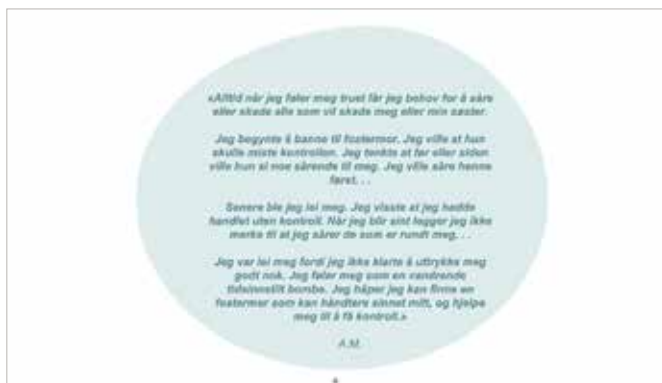 «Alltid når jeg føler meg truet får jeg behov for å såre
eller skade alle som vil skade meg eller min søster.
Jeg begynte å banne til fostermor. Jeg ville at hun
skulle miste kontrollen. Jeg tenkte at før eller siden
ville hun si noe sårende til meg. Jeg ville såre henne
først. . .
Senere ble jeg lei meg. Jeg visste at jeg hadde
handlet uten kontroll. Når jeg blir sint legger jeg ikke
merke til at jeg sårer de som er rundt meg. . .
Jeg var lei meg fordi jeg ikke klarte å uttrykke meg
godt nok. Jeg føler meg som en vandrende
tidsinnstilt bombe. Jeg håper jeg kan finne en
fostermor som kan håndtere sinnet mitt, og hjelpe
meg til å få kontroll.»
A.M.